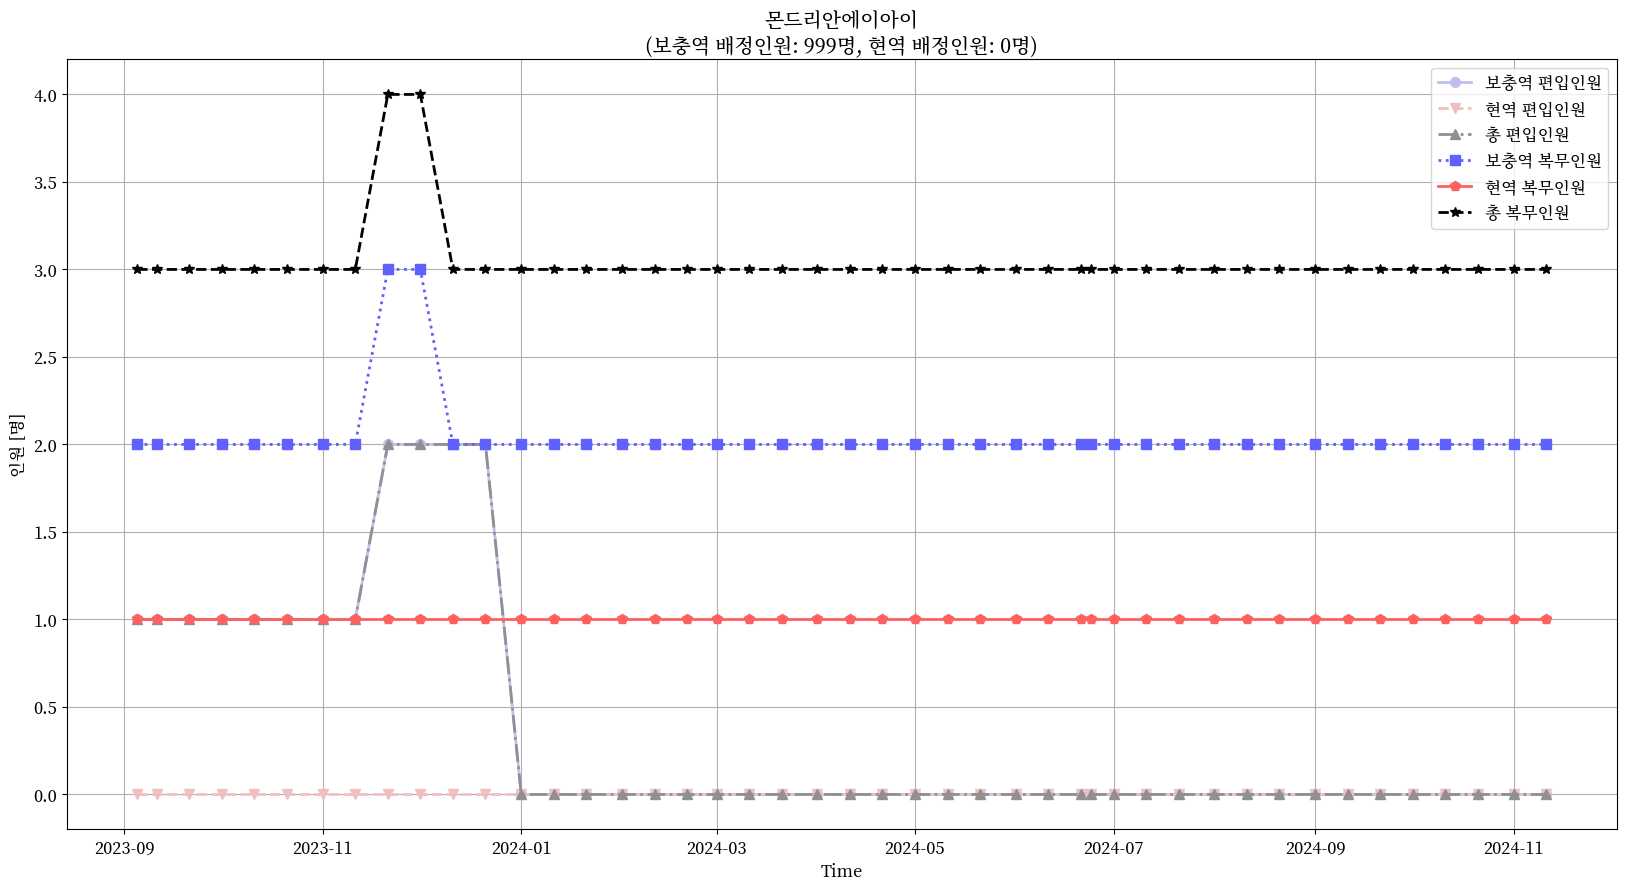 몬드리안에이아이
(보충역 배정인원: 999명, 현역 배정인원: 0명)
보충역 편입인원
현역 편입인원
총 편입인원
보충역 복무인원
현역 복무인원
총 복무인원
인원 [명]
4.0
3.5
3.0
2.5
2.0
1.5
1.0
0.5
0.0
2023-09
2023-11
2024-01
2024-03
2024-05
2024-07
2024-09
2024-11
Time